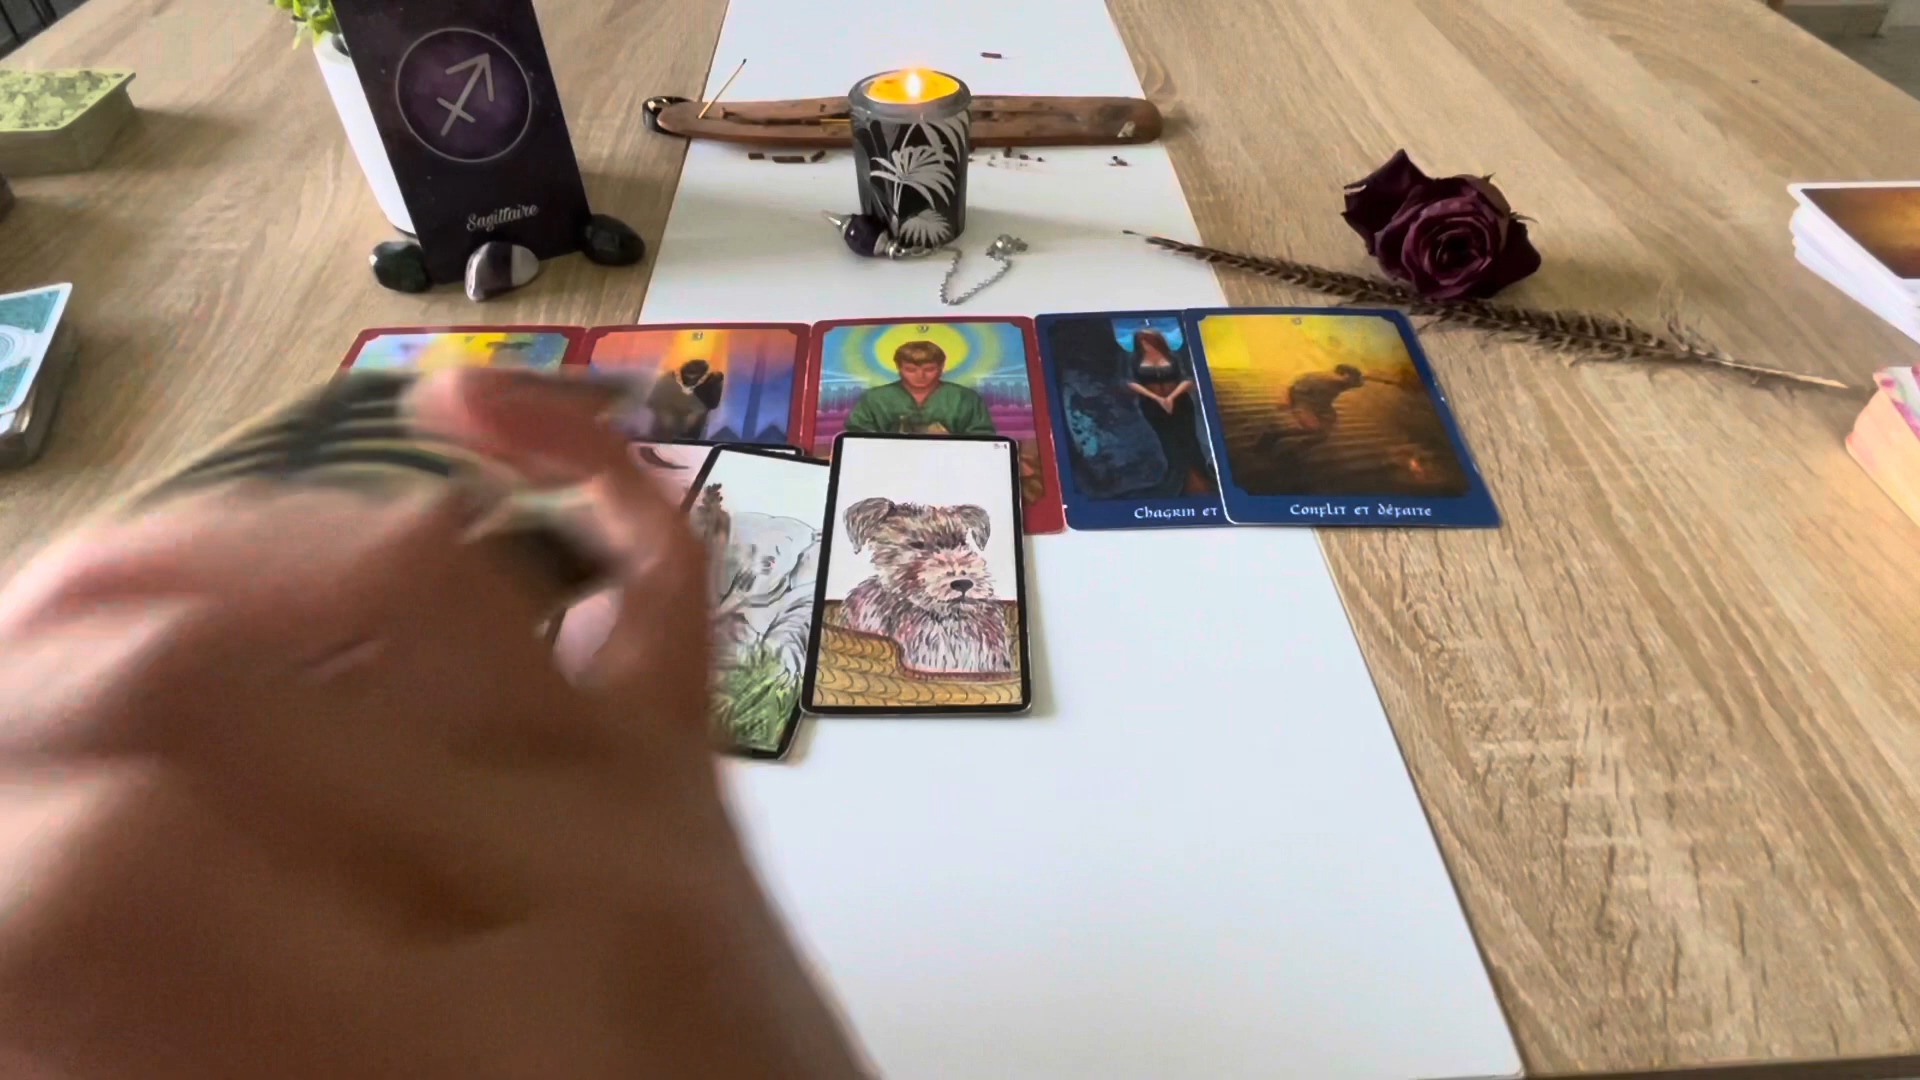 Sagittaire
Chagrin et
Conflit et défaite